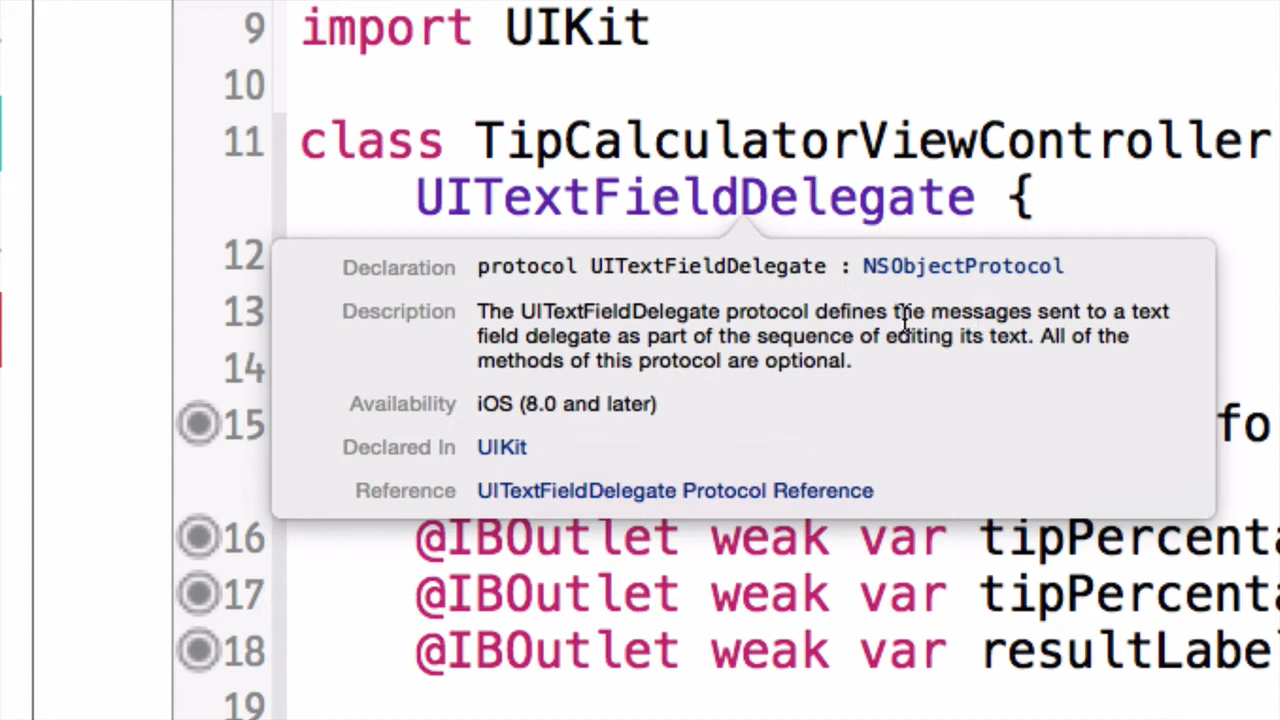 9 import UIKit
10
11 class TipCalculatorViewController
UITextFieldDelegate {
12
Declaration protocol UITextFieldDelegate : NSObjectProtocol
13
Description The UITextFieldDelegate protocol defines the messages sent to a text
field delegate as part of the sequence of editing its text. All of the
methods of this protocol are optional.
14
Availability iOS (8.0 and later)
15 fo
Declared In UIKit
Reference UITextFieldDelegate Protocol Reference
16 @IBOutlet weak var tipPercenta
17 @IBOutlet weak var tipPercenta
18 @IBOutlet weak var resultLabe
19